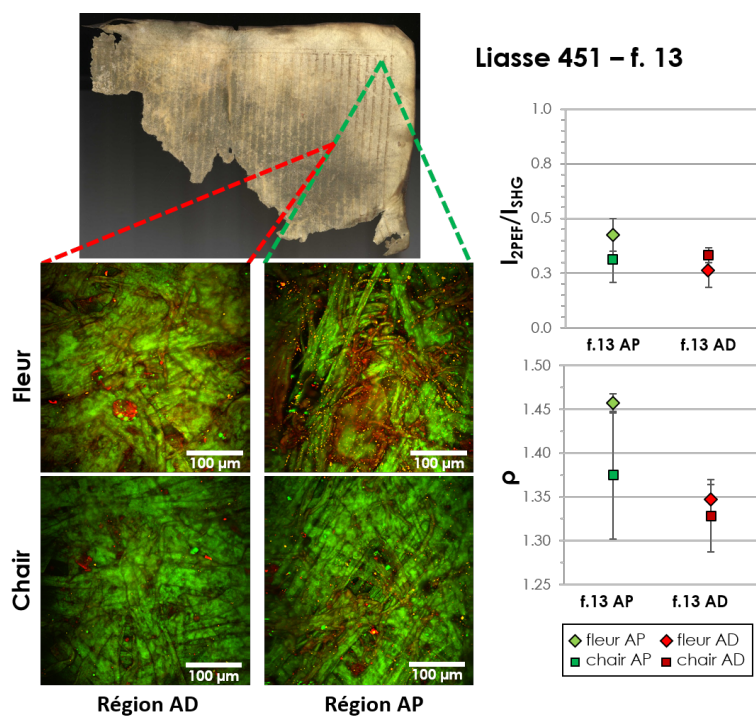 Liasse 451 – f. 13
Fleur
100 µm
100 µm
Chair
100 µm
100 µm
Région AD
Région AP
I2PEF/ISHG
1.0
0.8
0.5
0.3
0.0
f.13 AP
f.13 AD
ρ
1.50
1.45
1.40
1.35
1.30
1.25
f.13 AP
f.13 AD
fleur AP
fleur AD
chair AP
chair AD